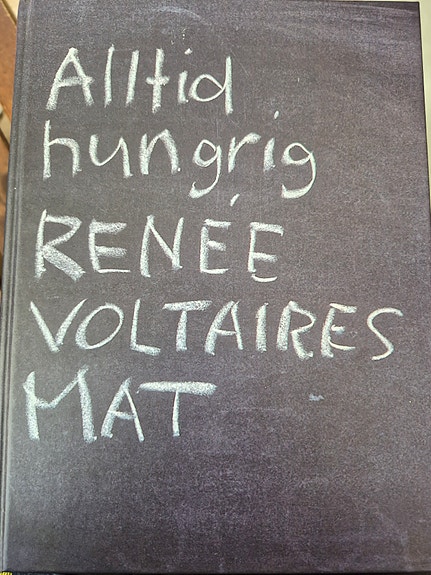 Alltid
hungrig
RENÉE
VOLTAIRES
MAT